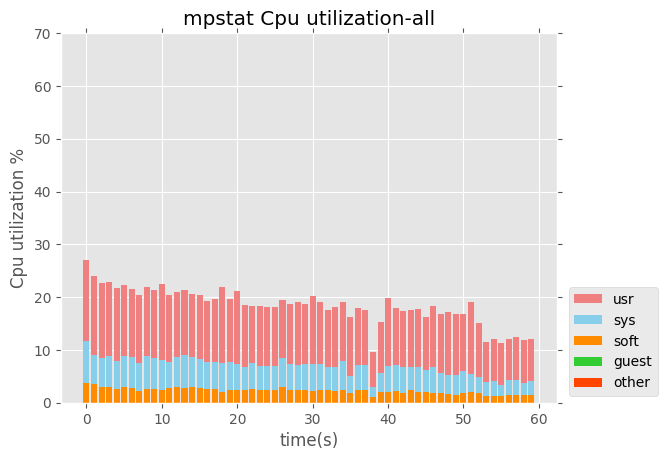 mpstat Cpu utilization-all
70
60
50
40
30
20
10
0
Cpu utilization %
0 10 20 30 40 50 60
time(s)
usr
sys
soft
guest
other